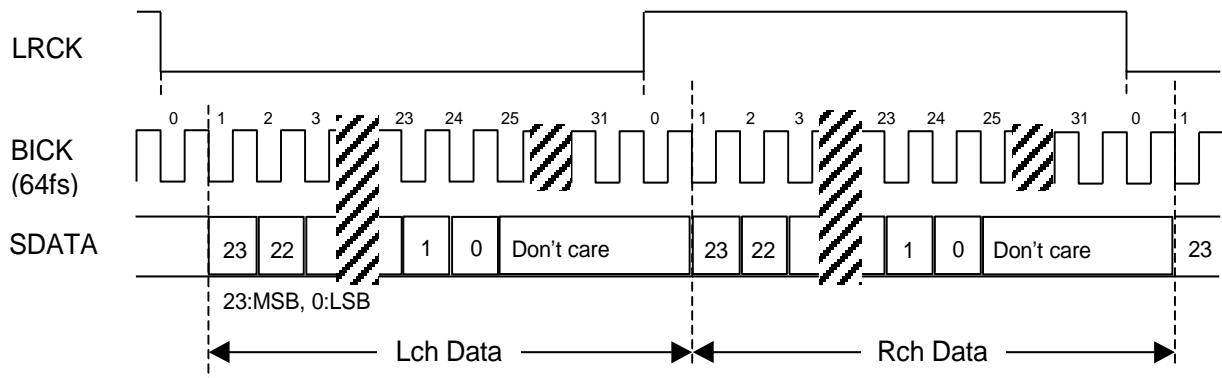 LRCK
0 1 2 3 23 24 25 31 0 1 2 3 23 24 25 31 0 1
BICK
(64fs)
SDATA 23 22 1 0 Don't care 23 22 1 0 Don't care 23
23:MSB, 0:LSB
Lch Data Rch Data